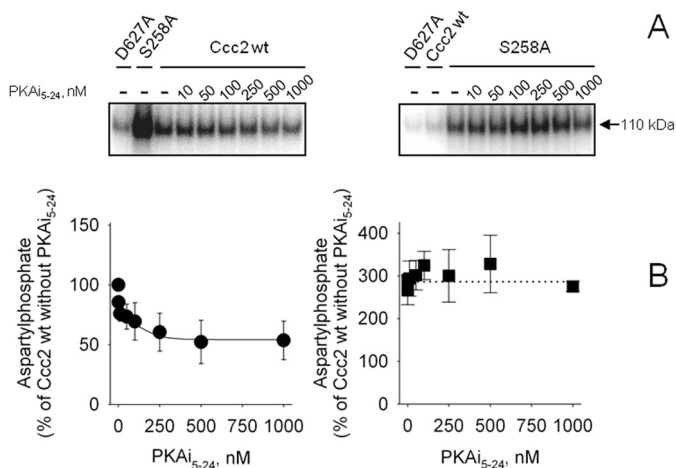 D627A S258A Ccc2 wt D627A Ccc2 wt S258A A
PKAi5-24, nM - - - 10 50 100 250 500 1000 - - - 10 50 100 250 500 1000
110 kDa
Aspartylphosphate
(% of Ccc2 wt without PKAi5-24)
150
100
50
0
0 250 500 750 1000
PKAi5-24, nM
Aspartylphosphate
(% of Ccc2 wt without PKAi5-24)
400
300
200
100
0
0 250 500 750 1000
PKAi5-24, nM
B